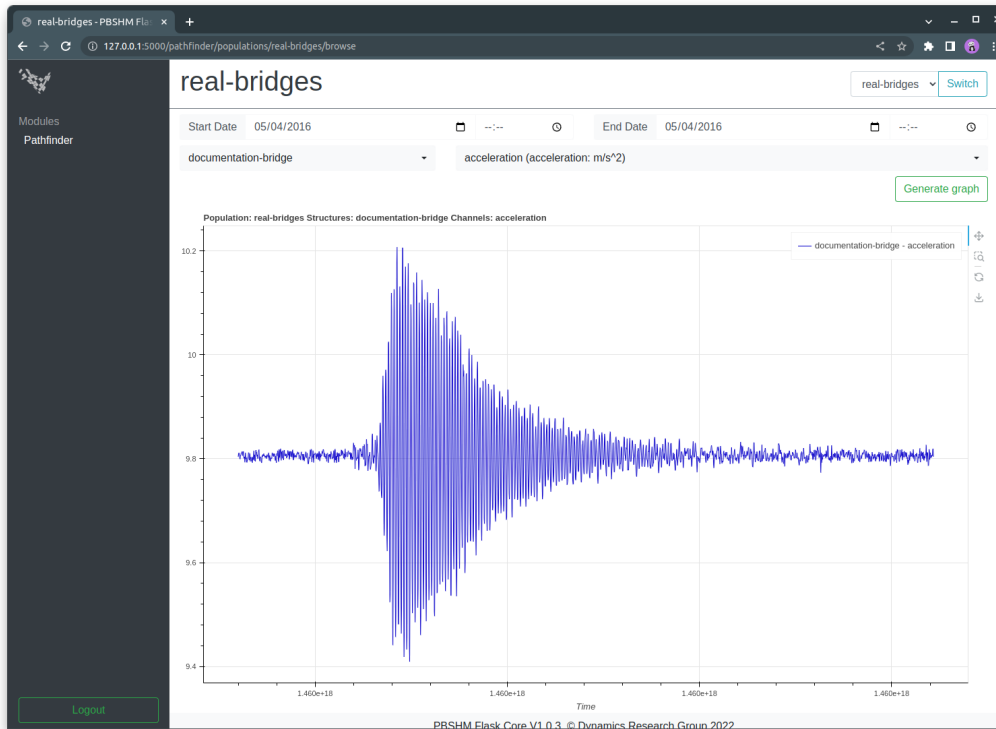 real-bridges - PBSHM Fla
127.0.0.1:5000/pathfinder/populations/real-bridges/browse
Modules
Pathfinder
real-bridges
real-bridges
Switch
Start Date 05/04/2016 --:--
End Date 05/04/2016 --:--
documentation-bridge
acceleration (acceleration: m/s^2)
Generate graph
Population: real-bridges Structures: documentation-bridge Channels: acceleration
documentation-bridge - acceleration
10.2
10
9.8
9.6
9.4
1.460e+18 1.460e+18 1.460e+18 1.460e+18
Time
Logout
PBSHM Flask Core V1.0.3, © Dynamics Research Group 2022